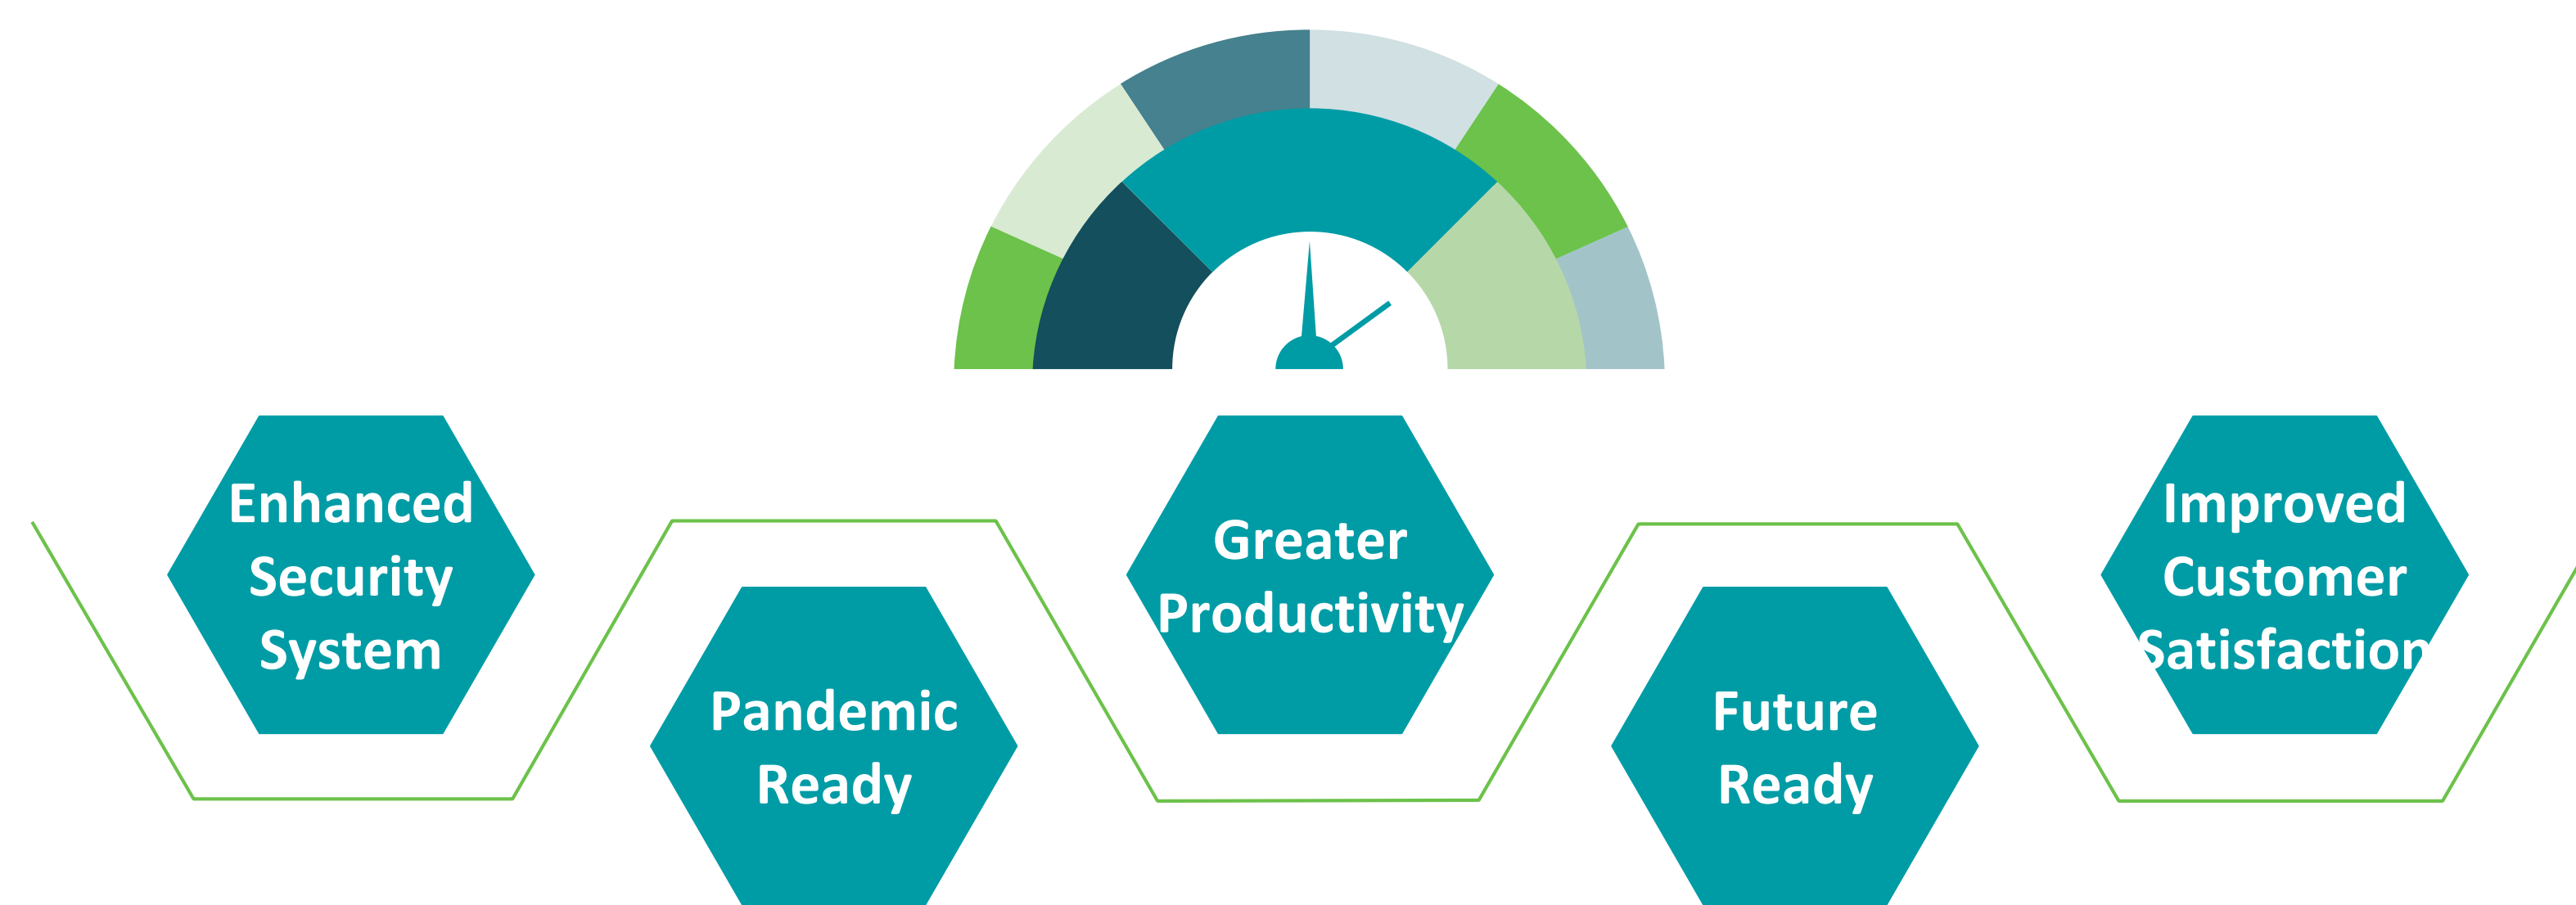 Enhanced
Security
System
Pandemic
Ready
Greater
Productivity
Future
Ready
Improved
Customer
Satisfaction